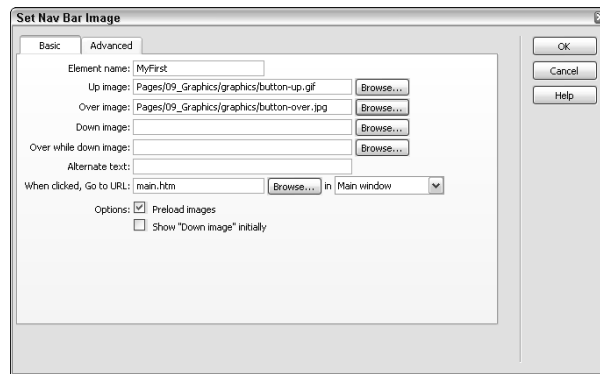 Set Nav Bar Image
Basic Advanced
OK
Cancel
Help
Element name: MyFirst
Up image: Pages/09_Graphics/graphics/button-up.gif Browse...
Over image: Pages/09_Graphics/graphics/button-over.jpg Browse...
Down image: Browse...
Over while down image: Browse...
Alternate text:
When clicked, Go to URL: main.htm Browse... in Main window
Options: Preload images
Show "Down image" initially